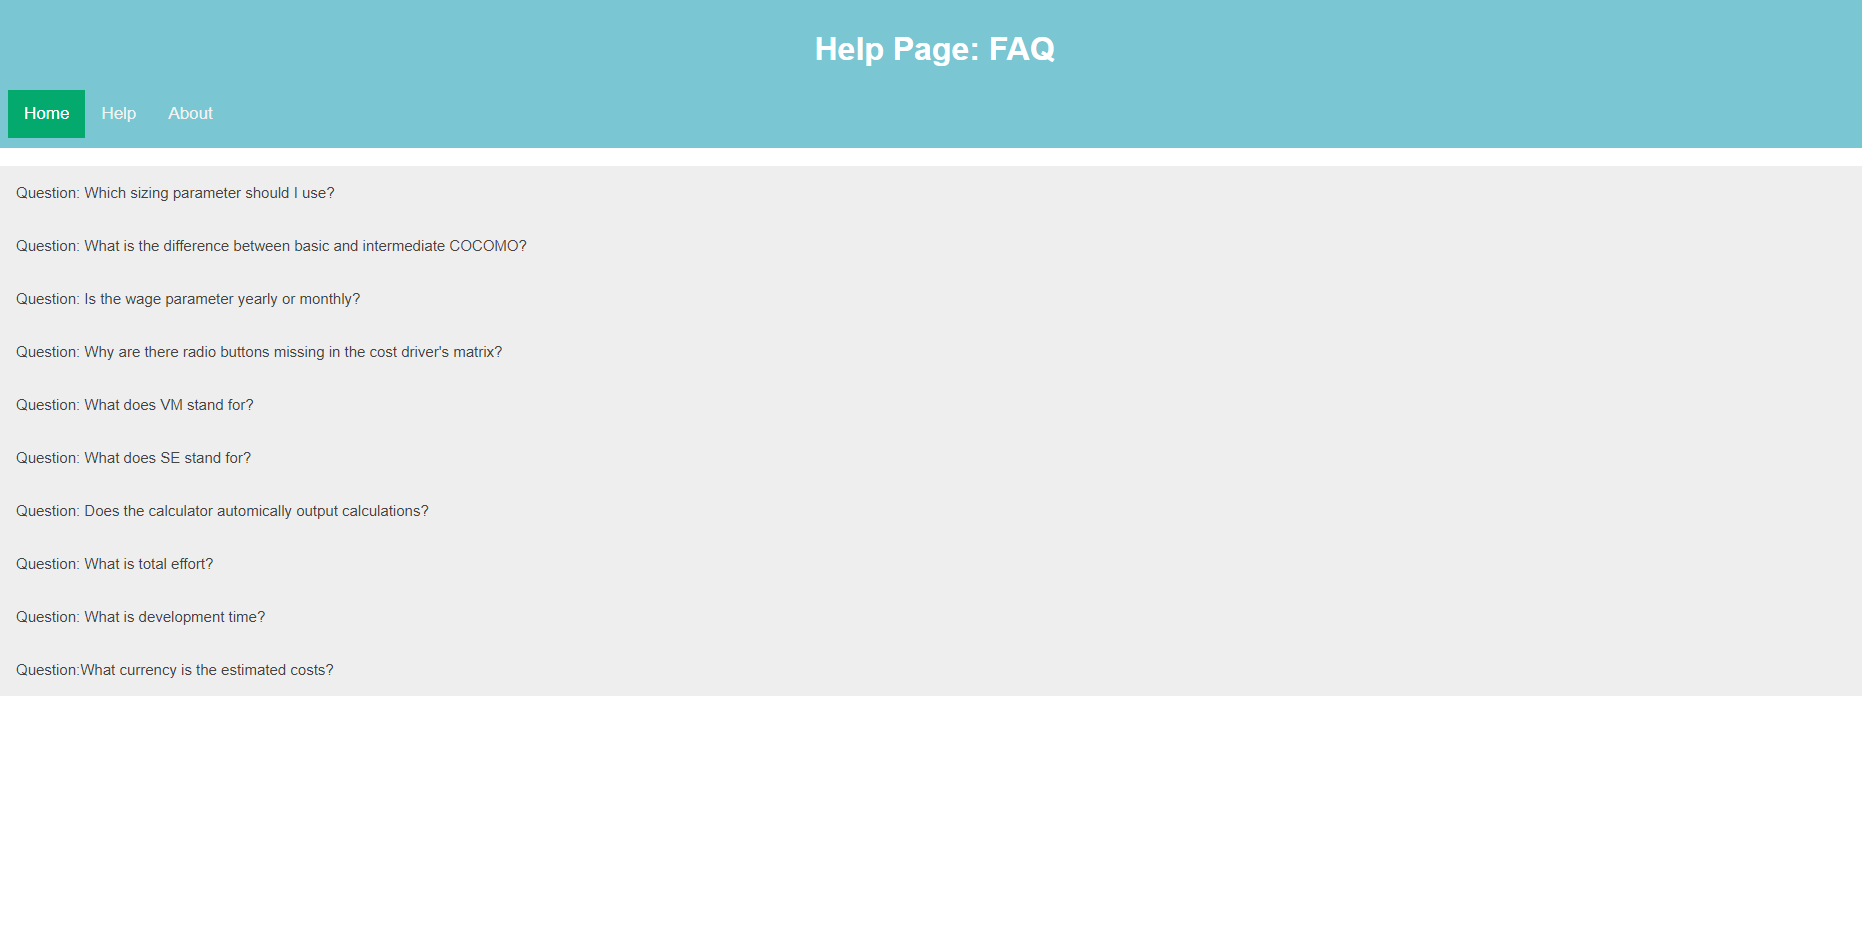 Help Page: FAQ
Home Help About
Question: Which sizing parameter should I use?
Question: What is the difference between basic and intermediate COCOMO?
Question: Is the wage parameter yearly or monthly?
Question: Why are there radio buttons missing in the cost driver's matrix?
Question: What does VM stand for?
Question: What does SE stand for?
Question: Does the calculator automically output calculations?
Question: What is total effort?
Question: What is development time?
Question:What currency is the estimated costs?